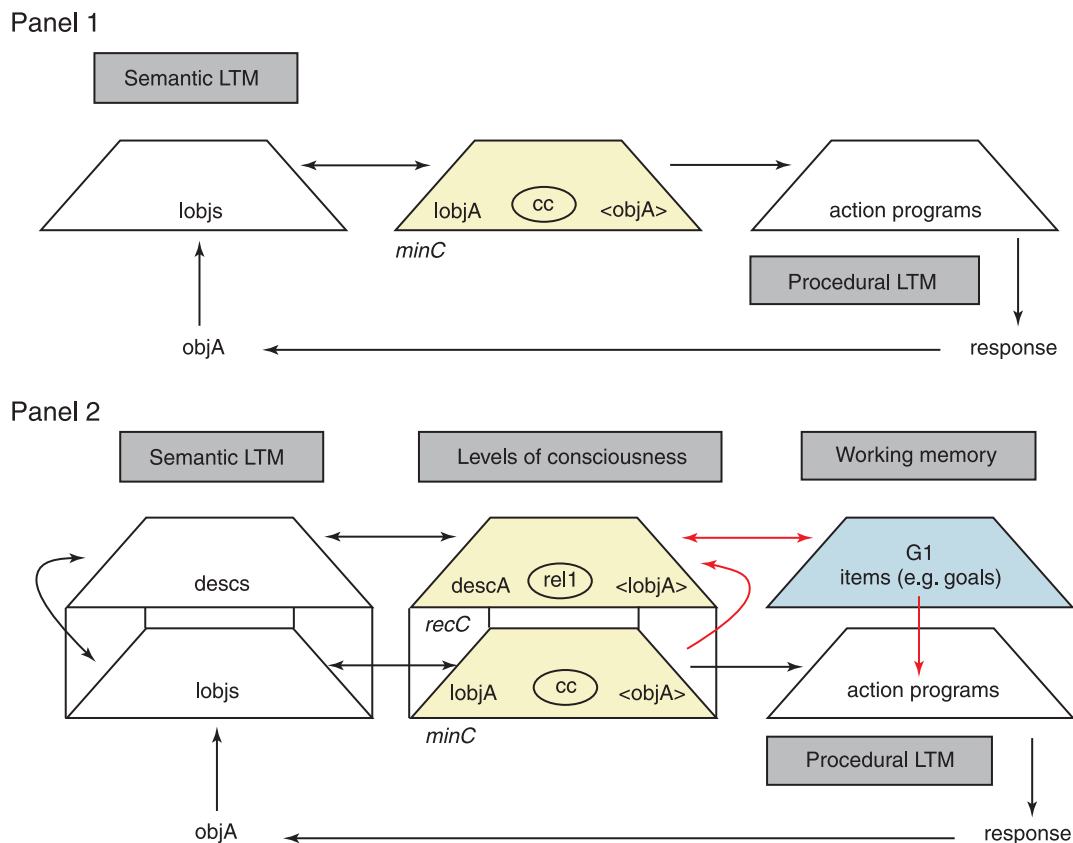 Panel 1
Semantic LTM
Iobjs
IobjA cc <objA>
minC
action programs
Procedural LTM
objA
response
Panel 2
Semantic LTM
Levels of consciousness
Working memory
descs
descA rel1 <IobjA>
recC
G1
items (e.g. goals)
Iobjs
IobjA cc <objA>
minC
action programs
Procedural LTM
objA
response